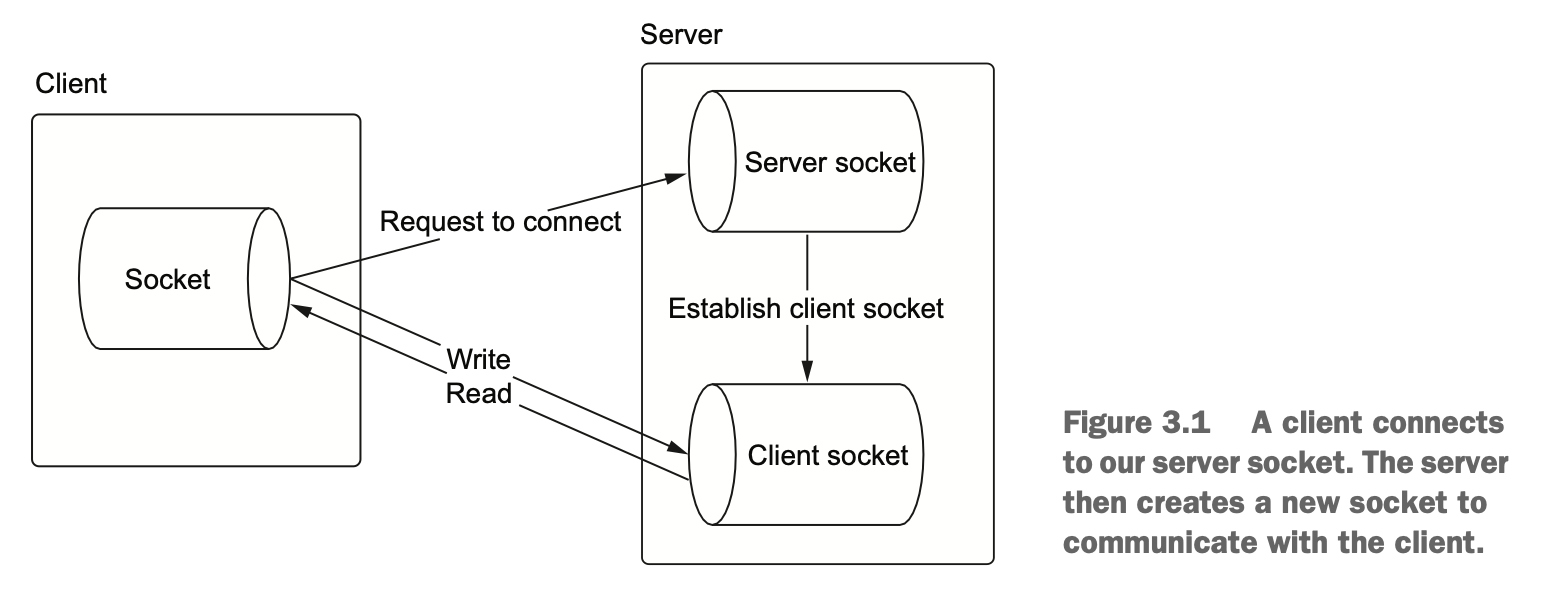 Client
Socket
Request to connect
Write
Read
Server
Server socket
Establish client socket
Client socket
Figure 3.1 A client connects
to our server socket. The server
then creates a new socket to
communicate with the client.